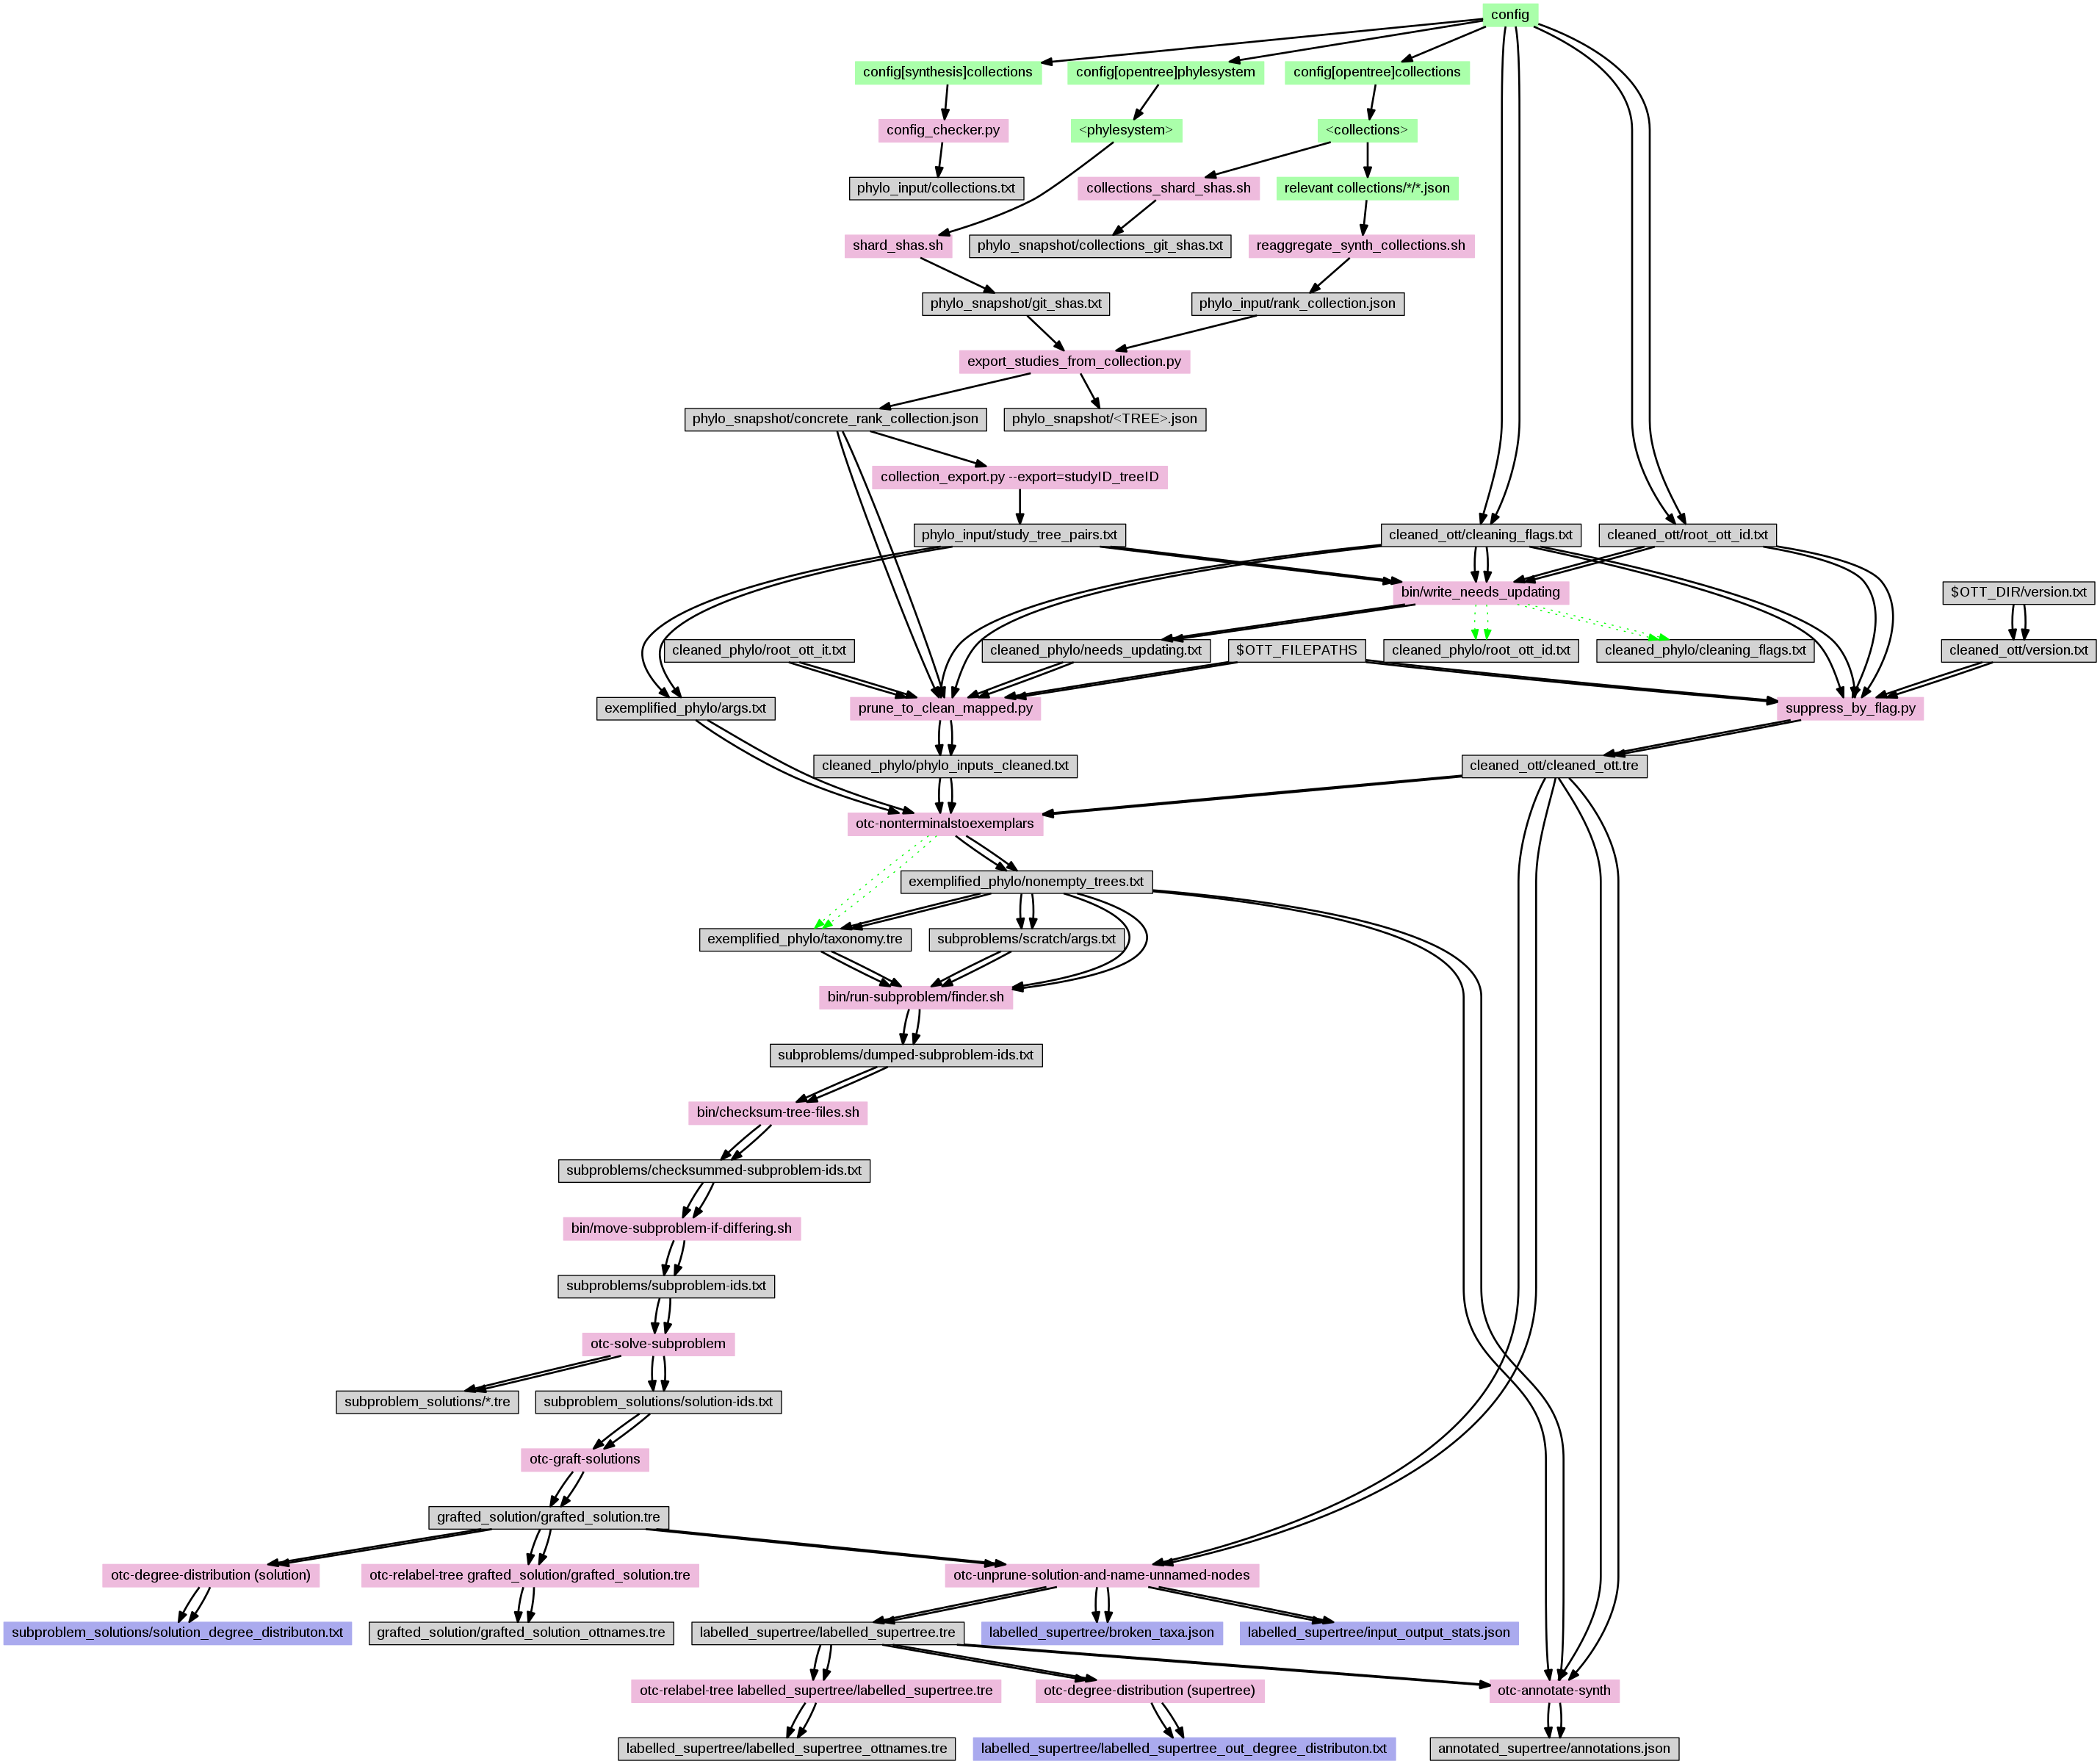 config
config[synthesis]collections
config[opentree]phylesystem
config[opentree]collections
config_checker.py
<phylesystem>
<collections>
phylo_input/collections.txt
collections_shard_shas.sh
relevant collections/*/*.json
shard_shas.sh
phylo_snapshot/collections_git_shas.txt
reaggregate_synth_collections.sh
phylo_snapshot/git_shas.txt
phylo_input/rank_collection.json
export_studies_from_collection.py
phylo_snapshot/concrete_rank_collection.json
phylo_snapshot/<TREE>.json
collection_export.py --export=studyID_treeID
phylo_input/study_tree_pairs.txt
cleaned_ott/cleaning_flags.txt
cleaned_ott/root_ott_id.txt
bin/write_needs_updating
$OTT_DIR/version.txt
cleaned_phylo/root_ott_it.txt
cleaned_phylo/needs_updating.txt
$OTT_FILEPATHS
cleaned_phylo/root_ott_id.txt
cleaned_phylo/cleaning_flags.txt
cleaned_ott/version.txt
exemplified_phylo/args.txt
prune_to_clean_mapped.py
suppress_by_flag.py
cleaned_phylo/phylo_inputs_cleaned.txt
cleaned_ott/cleaned_ott.tre
otc-nonterminalstoexemplars
exemplified_phylo/nonempty_trees.txt
exemplified_phylo/taxonomy.tre
subproblems/scratch/args.txt
bin/run-subproblem/finder.sh
subproblems/dumped-subproblem-ids.txt
bin/checksum-tree-files.sh
subproblems/checksummed-subproblem-ids.txt
bin/move-subproblem-if-differing.sh
subproblems/subproblem-ids.txt
otc-solve-subproblem
subproblem_solutions/*.tre
subproblem_solutions/solution-ids.txt
otc-graft-solutions
grafted_solution/grafted_solution.tre
otc-degree-distribution (solution)
otc-relabel-tree grafted_solution/grafted_solution.tre
otc-unprune-solution-and-name-unnamed-nodes
subproblem_solutions/solution_degree_distributon.txt
grafted_solution/grafted_solution_ottnames.tre
labelled_supertree/labelled_supertree.tre
labelled_supertree/broken_taxa.json
labelled_supertree/input_output_stats.json
otc-relabel-tree labelled_supertree/labelled_supertree.tre
otc-degree-distribution (supertree)
otc-annotate-synth
labelled_supertree/labelled_supertree_ottnames.tre
labelled_supertree/labelled_supertree_out_degree_distributon.txt
annotated_supertree/annotations.json